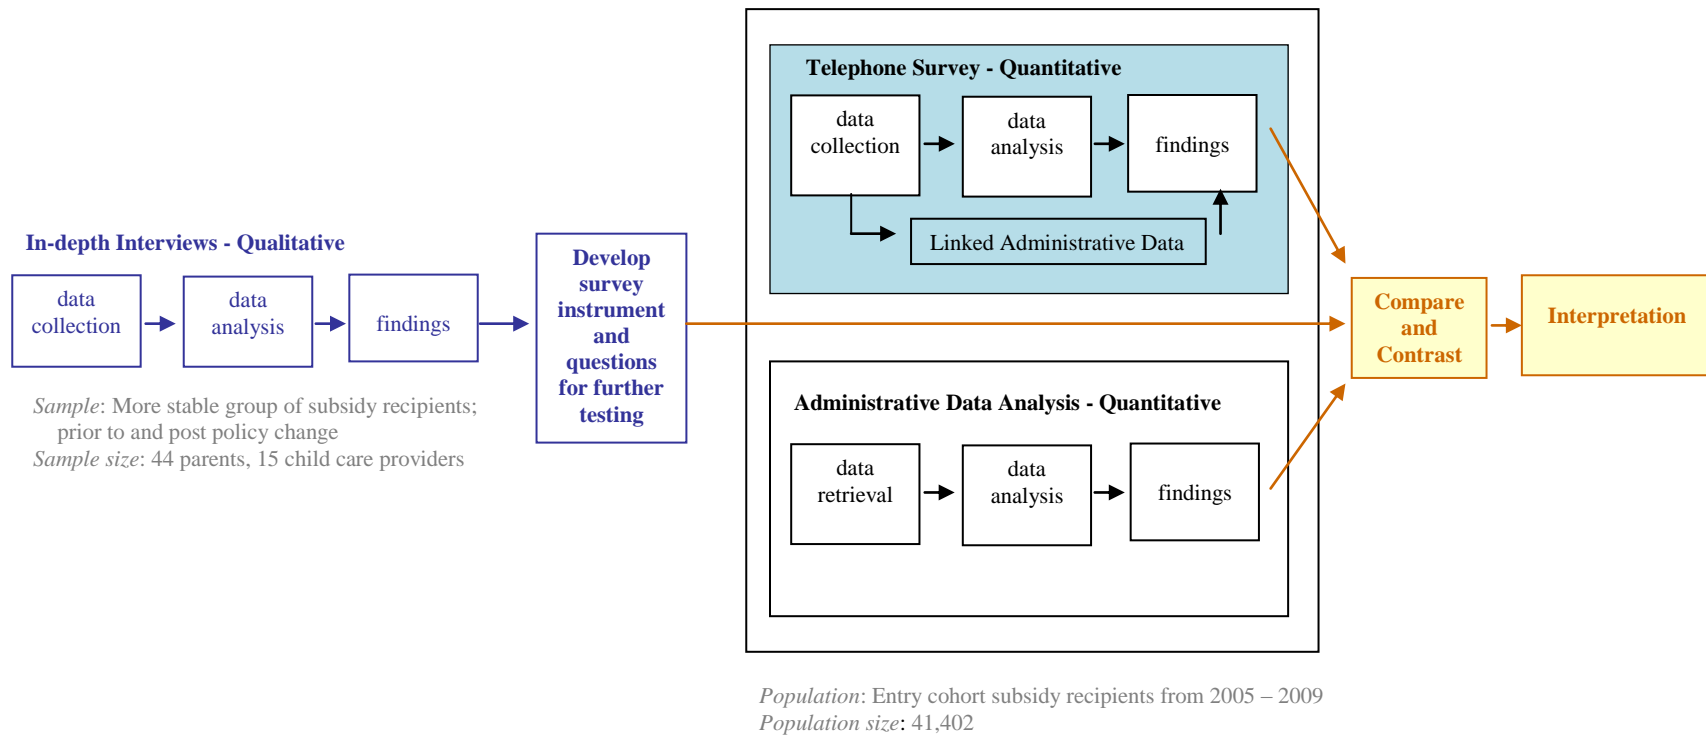 In-depth Interviews - Qualitative
data
collection
data
analysis
findings
Sample: More stable group of subsidy recipients;
prior to and post policy change
Sample size: 44 parents, 15 child care providers
Develop
survey
instrument
and
questions
for further
testing
Telephone Survey - Quantitative
data
collection
data
analysis
findings
Linked Administrative Data
Administrative Data Analysis - Quantitative
data
retrieval
data
analysis
findings
Population: Entry cohort subsidy recipients from 2005 – 2009
Population size: 41,402
Compare
and
Contrast
Interpretation